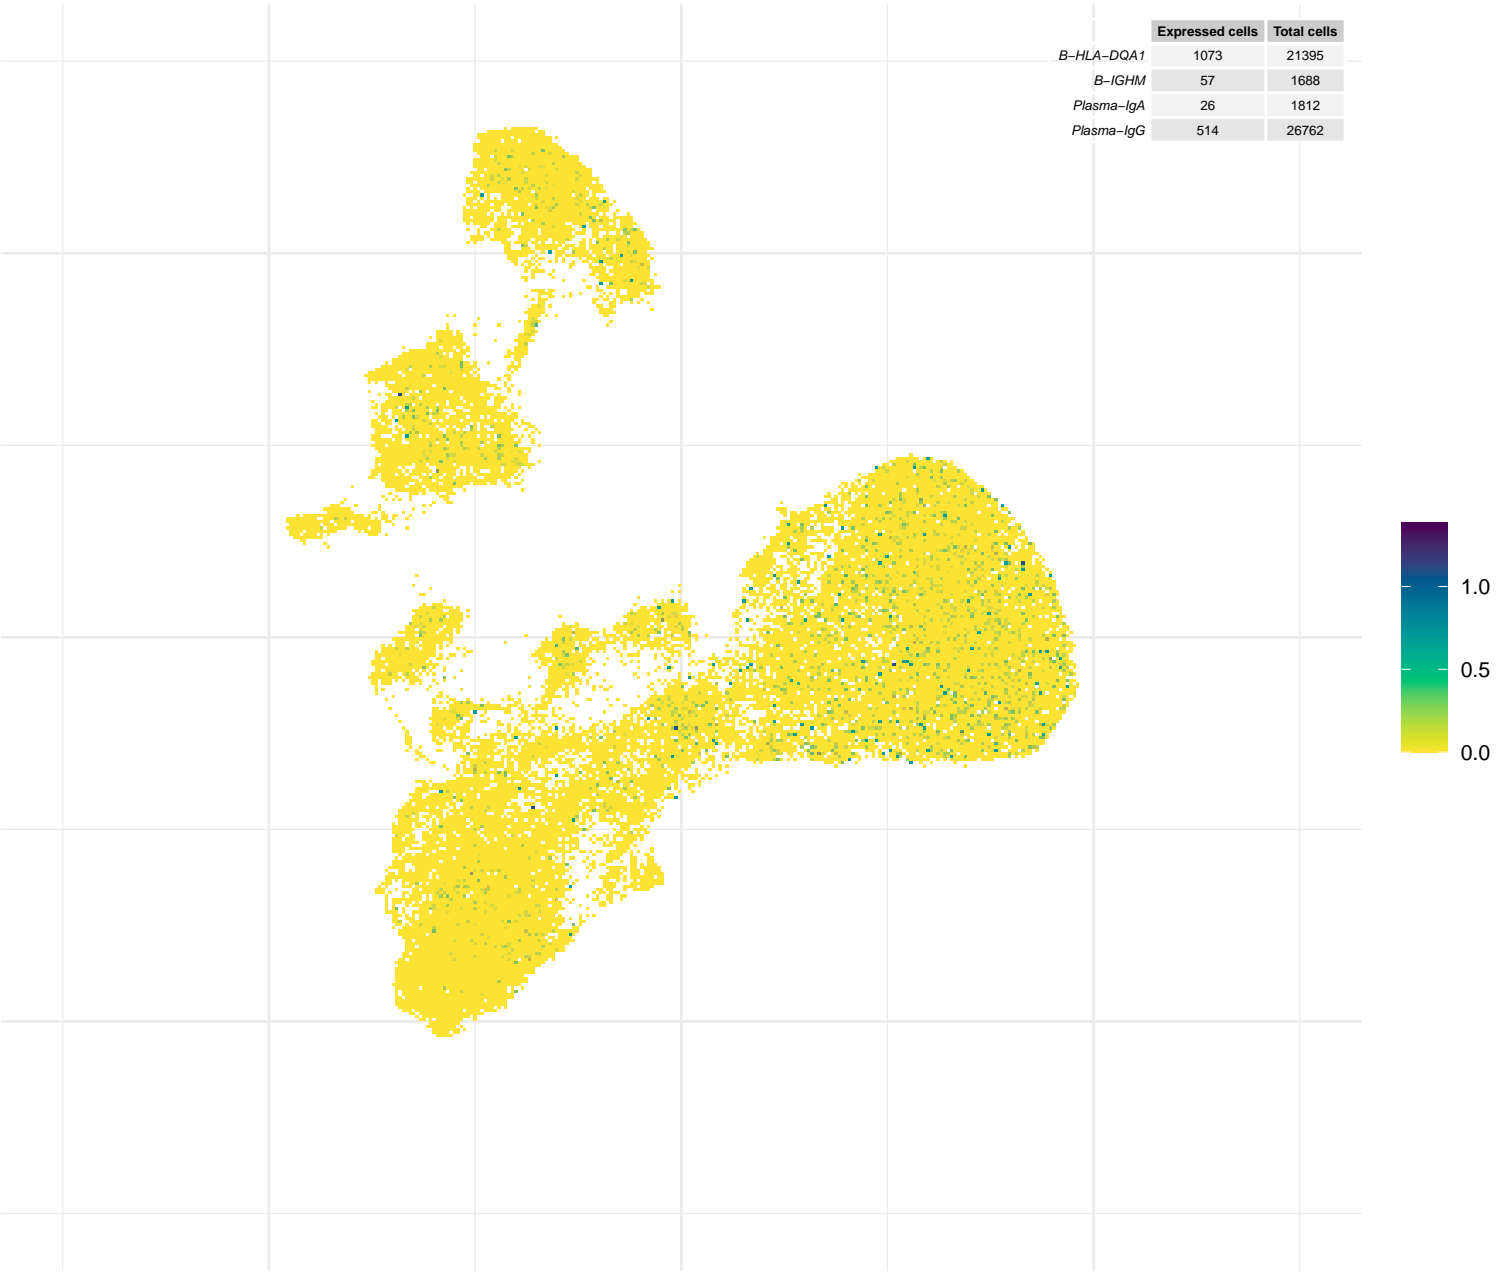 Expressed cells Total cells
B−HLA−DQA1 1073 21395
B−IGHM 57 1688
Plasma−IgA 26 1812
Plasma−IgG 514 26762
1.0
0.5
0.0